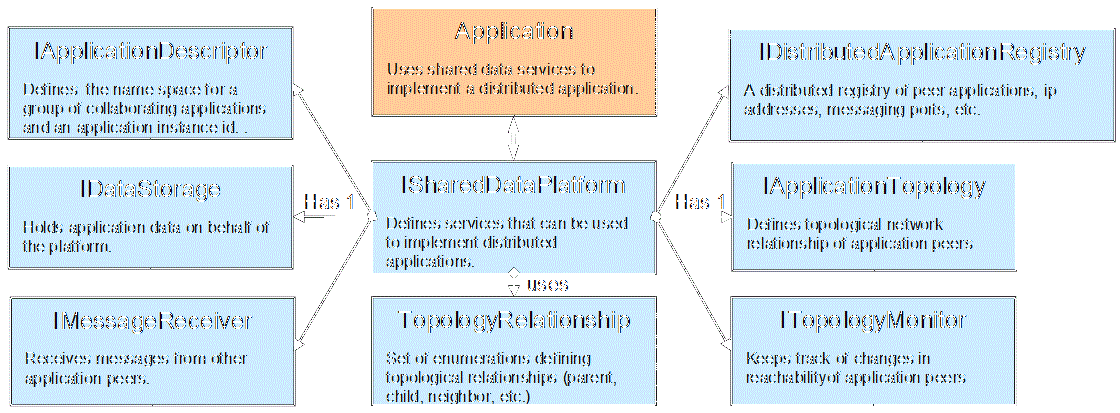 IApplicationDescriptor
Defines the name space for a
group of collaborating applications
and an application instance id. .
Application
Uses shared data services to
implement a distributed application.
IDistributedApplicationRegistry
A distributed registry of peer applications, ip
addresses, messaging ports, etc.
IDataStorage
Holds application data on behalf of
the platform.
Has 1
ISharedDataPlatform
Defines services that can be used
to implement distributed
applications.
Has 1
IApplicationTopology
Defines topological network
relationship of application peers
uses
IMessageReceiver
Receives messages from other
application peers.
TopologyRelationship
Set of enumerations defining
topological relationships (parent,
child, neighbor, etc.)
ITopologyMonitor
Keeps track of changes in
reachabilityof application peers